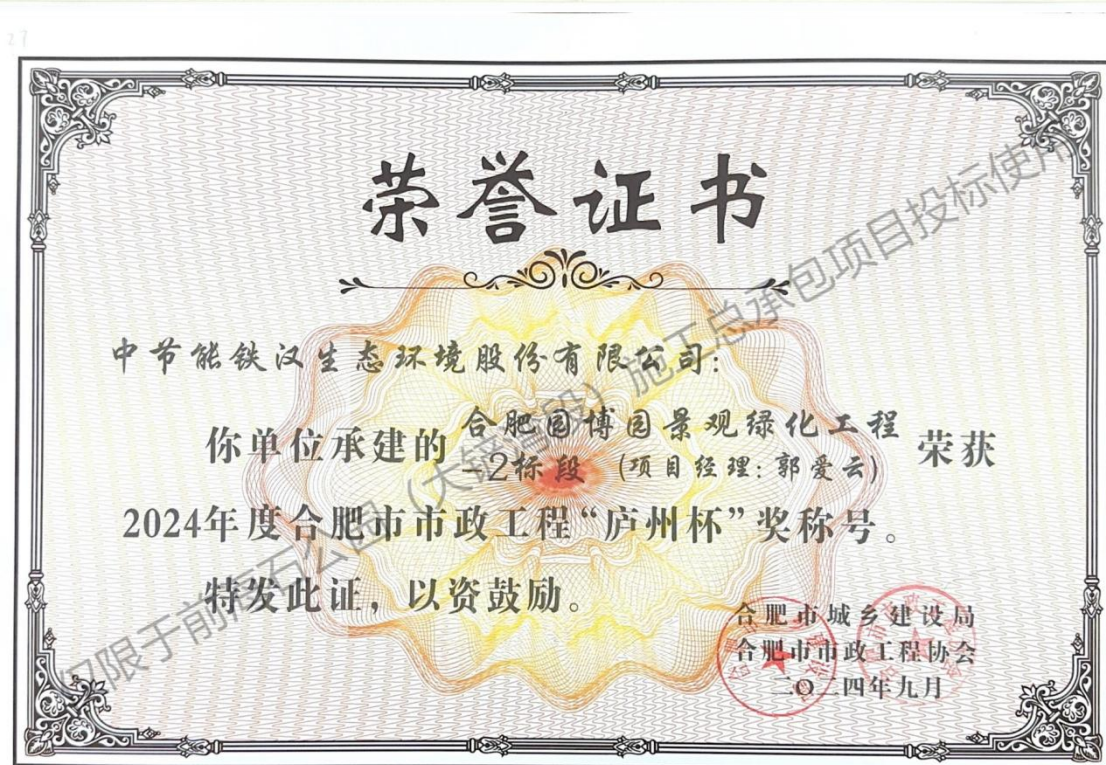 27
荣誉证书
中节能铁汉生态环境股份有限公司：
你单位承建的 合肥园博园景观绿化工程
-2标段 (项目经理：郭爱云) 荣获
2024年度合肥市市政工程“庐州杯”奖称号。
特发此证，以资鼓励。
合肥市城乡建设局
合肥市市政工程协会
二〇二四年九月